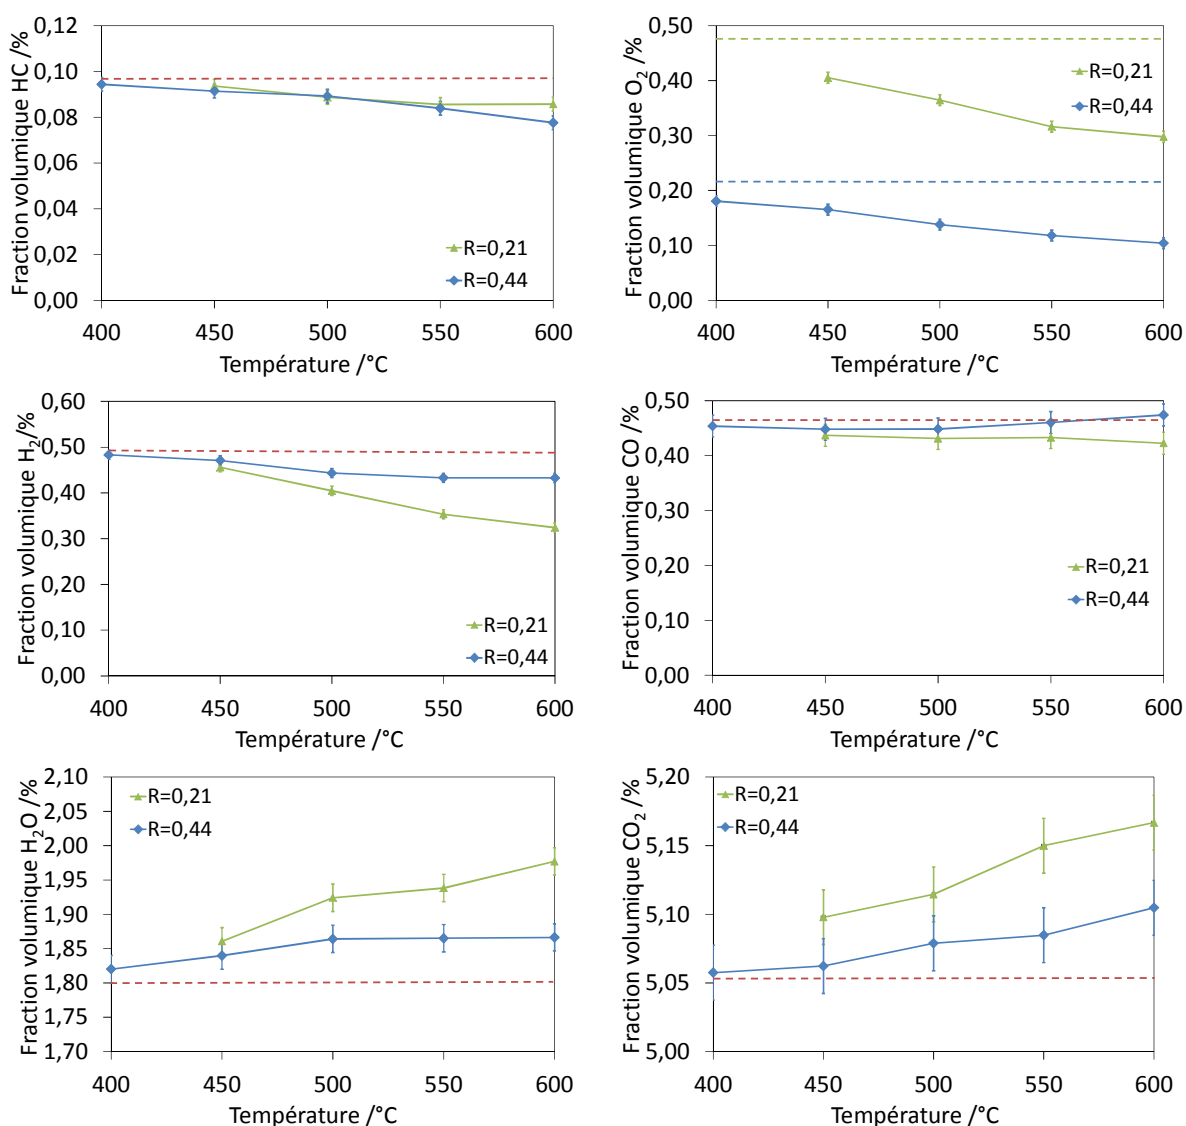 Fraction volumique HC /%
0,12
0,10
0,08
0,06
0,04
0,02
0,00
R=0,21
R=0,44
400 450 500 550 600
Température /°C
Fraction volumique O₂ /%
0,50
0,40
0,30
0,20
0,10
0,00
R=0,21
R=0,44
400 450 500 550 600
Température /°C
Fraction volumique H₂/%
0,60
0,50
0,40
0,30
0,20
0,10
0,00
R=0,21
R=0,44
400 450 500 550 600
Température /°C
Fraction volumique CO /%
0,50
0,40
0,30
0,20
0,10
0,00
R=0,21
R=0,44
400 450 500 550 600
Température /°C
Fraction volumique H₂O /%
2,10
2,05
2,00
1,95
1,90
1,85
1,80
1,75
1,70
R=0,21
R=0,44
400 450 500 550 600
Température /°C
Fraction volumique CO₂ /%
5,20
5,15
5,10
5,05
5,00
R=0,21
R=0,44
400 450 500 550 600
Température /°C